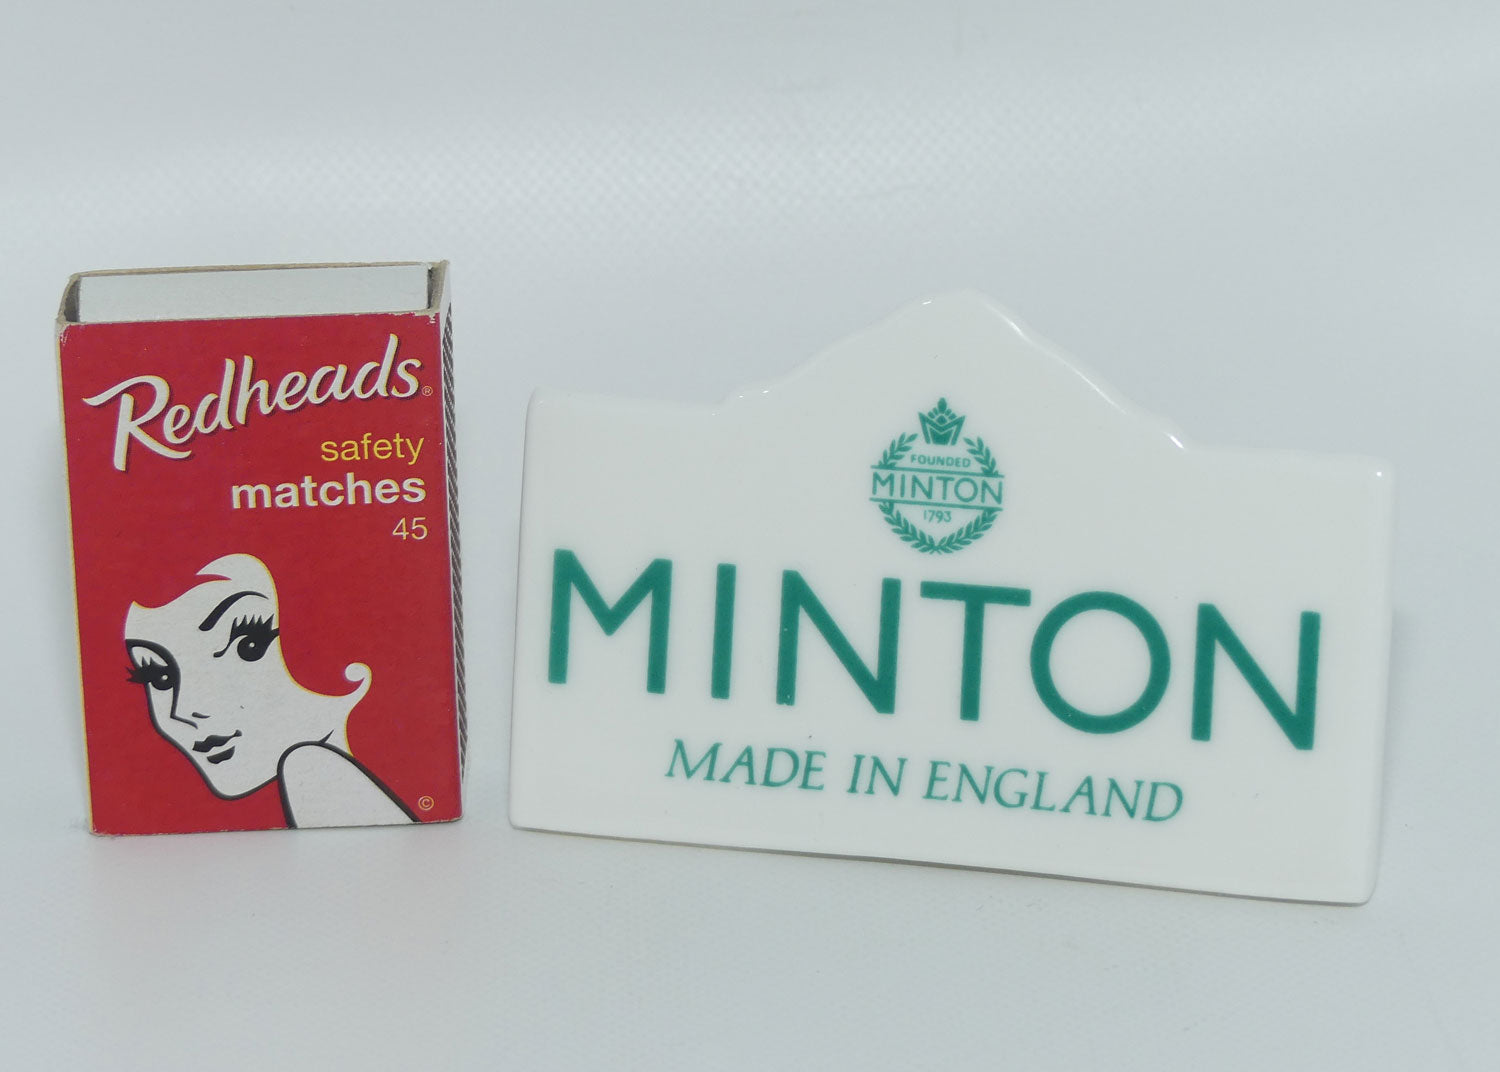 Redheads®
safety
matches
45
©
FOUNDED
MINTON
1793
MINTON
MADE IN ENGLAND